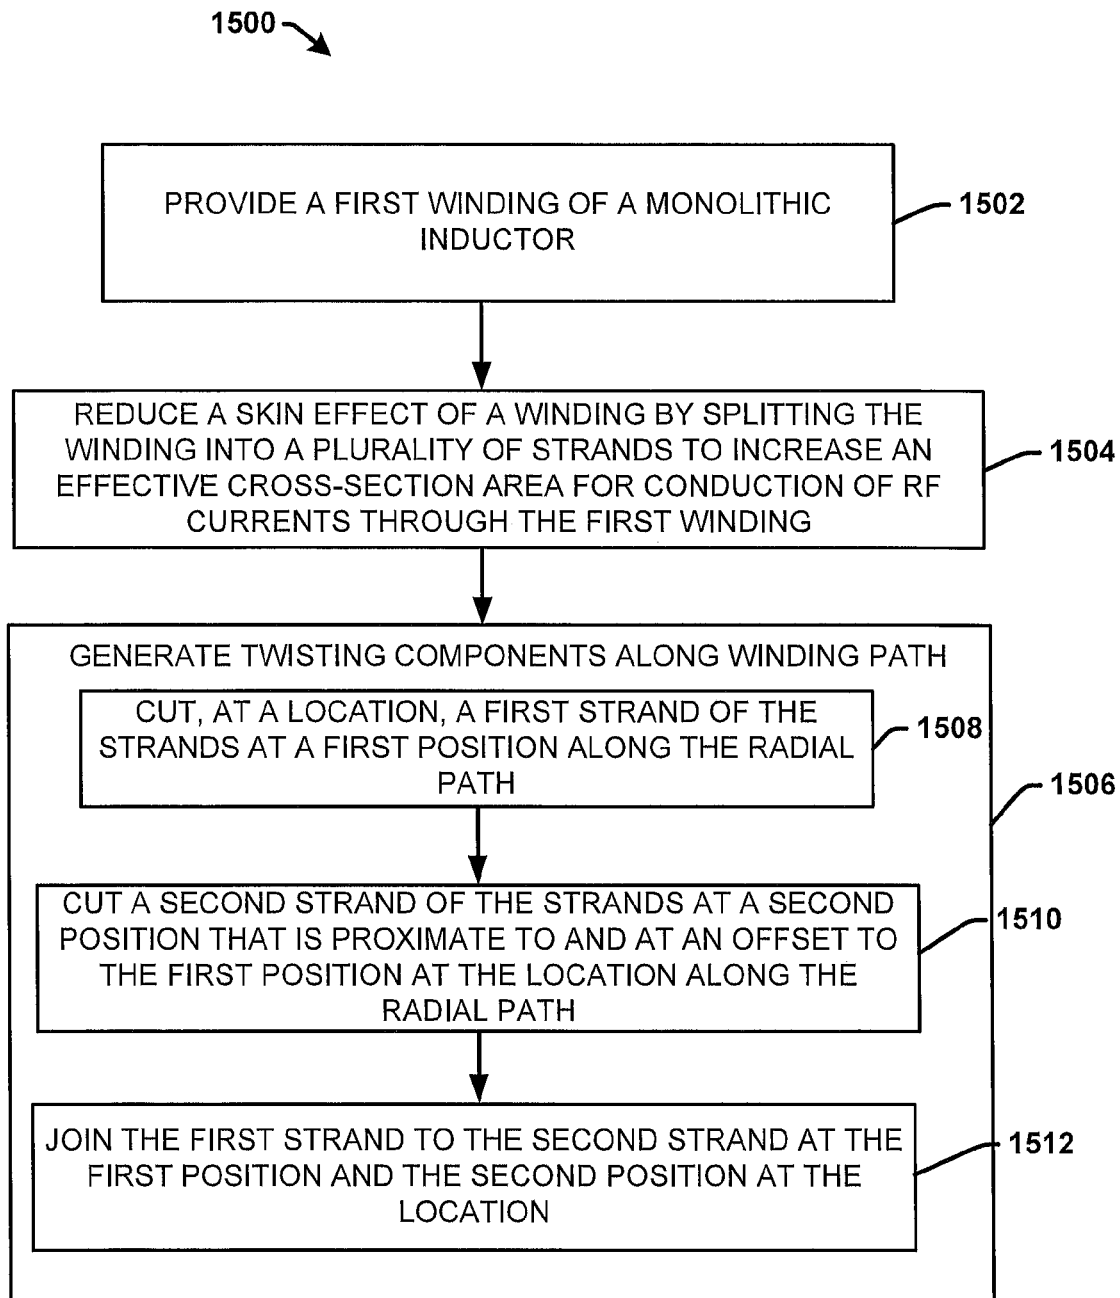 1500
PROVIDE A FIRST WINDING OF A MONOLITHIC
INDUCTOR
1502
REDUCE A SKIN EFFECT OF A WINDING BY SPLITTING THE
WINDING INTO A PLURALITY OF STRANDS TO INCREASE AN
EFFECTIVE CROSS-SECTION AREA FOR CONDUCTION OF RF
CURRENTS THROUGH THE FIRST WINDING
1504
GENERATE TWISTING COMPONENTS ALONG WINDING PATH
1506
CUT, AT A LOCATION, A FIRST STRAND OF THE
STRANDS AT A FIRST POSITION ALONG THE RADIAL
PATH
1508
CUT A SECOND STRAND OF THE STRANDS AT A SECOND
POSITION THAT IS PROXIMATE TO AND AT AN OFFSET TO
THE FIRST POSITION AT THE LOCATION ALONG THE
RADIAL PATH
1510
JOIN THE FIRST STRAND TO THE SECOND STRAND AT THE
FIRST POSITION AND THE SECOND POSITION AT THE
LOCATION
1512